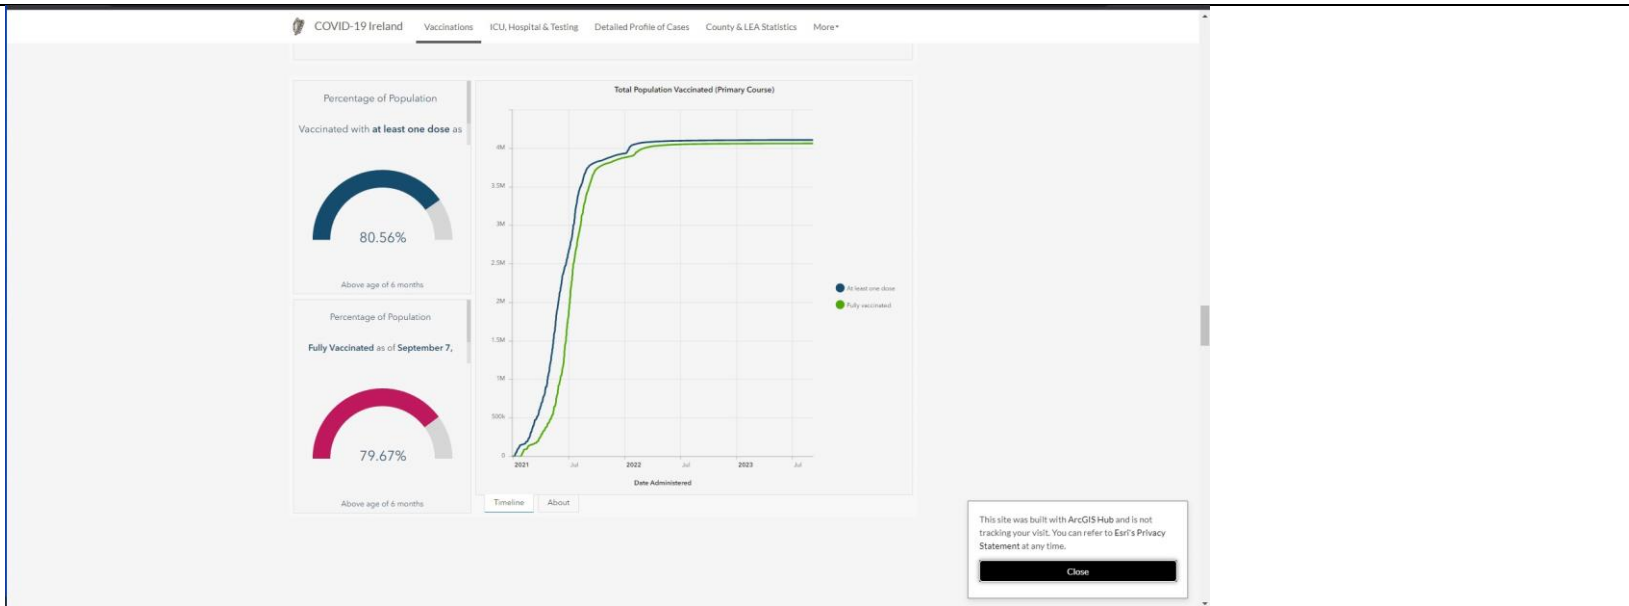 COVID-19 Ireland
Vaccinations
ICU, Hospital & Testing
Detailed Profile of Cases
County & LEA Statistics
More
Percentage of Population
Vaccinated with at least one dose as
80.56%
Above age of 6 months
Percentage of Population
Fully Vaccinated as of September 7,
79.67%
Above age of 6 months
Total Population Vaccinated (Primary Course)
4M
3.5M
3M
2.5M
2M
1.5M
1M
500k
0
2021
Jul
2022
Jul
2023
Jul
Date Administered
At least one dose
Fully vaccinated
Timeline
About
This site was built with ArcGIS Hub and is not
tracking your visit. You can refer to Esri's Privacy
Statement at any time.
Close